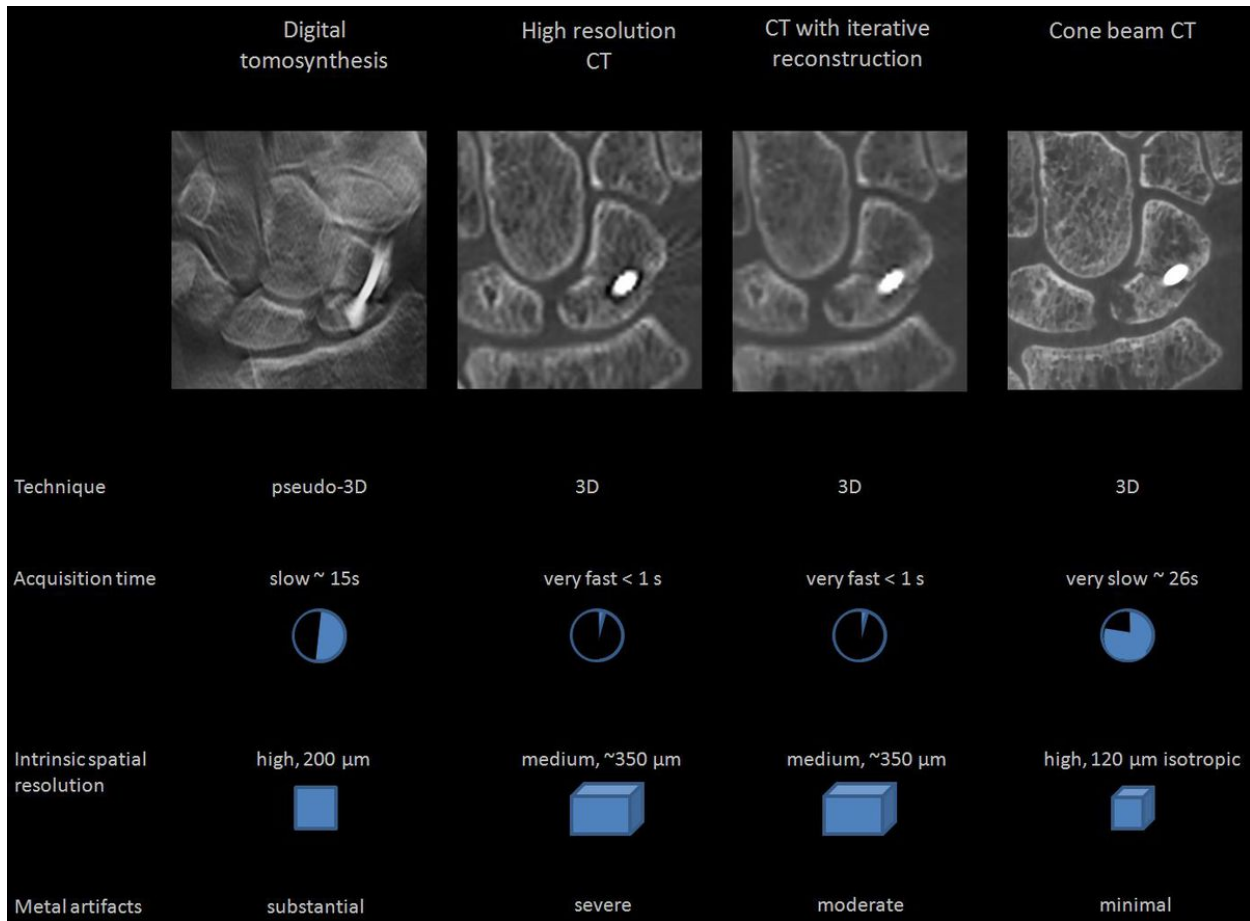 Digital
tomosynthesis
High resolution
CT
CT with iterative
reconstruction
Cone beam CT
Technique
pseudo-3D
3D
3D
3D
Acquisition time
slow ~ 15s
very fast < 1 s
very fast < 1 s
very slow ~ 26s
Intrinsic spatial
resolution
high, 200 μm
medium, ~350 μm
medium, ~350 μm
high, 120 μm isotropic
Metal artifacts
substantial
severe
moderate
minimal